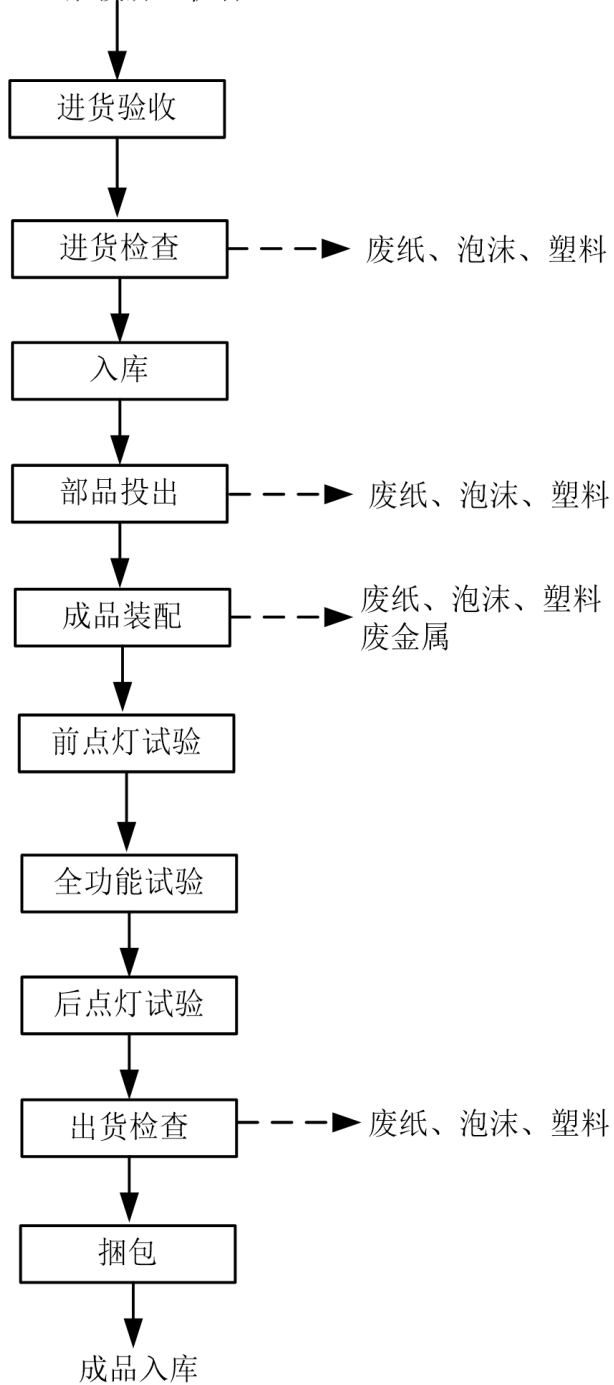 进货验收
进货检查
废纸、泡沫、塑料
入库
部品投出
废纸、泡沫、塑料
成品装配
废纸、泡沫、塑料
废金属
前点灯试验
全功能试验
后点灯试验
出货检查
废纸、泡沫、塑料
捆包
成品入库